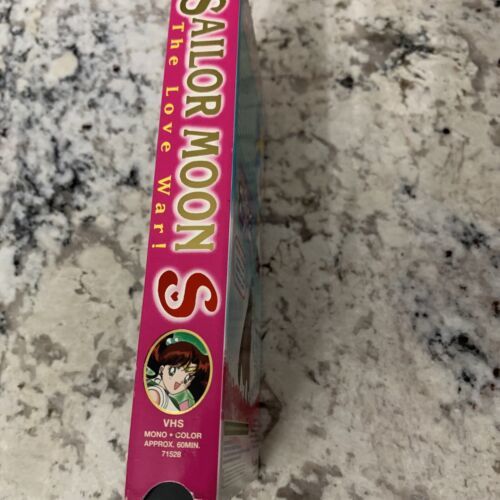 SAILOR MOON S
The Love War!
VHS
MONO • COLOR
APPROX. 60MIN.
71528